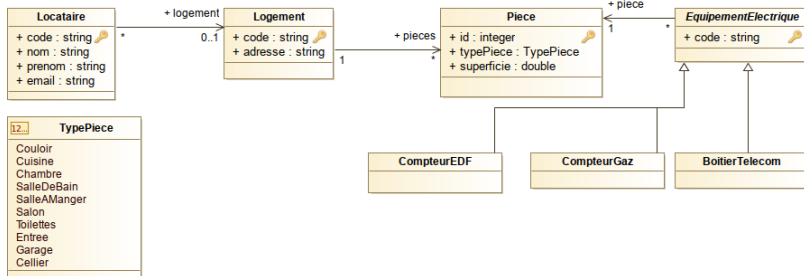 Locataire
+ code : string
+ nom : string
+ prenom : string
+ email : string
+ logement
*
0..1
Logement
+ code : string
+ adresse : string
+ pieces
1
*
Piece
+ id : integer
+ typePiece : TypePiece
+ superficie : double
+ piece
1
*
EquipementElectrique
+ code : string
12...
TypePiece
Couloir
Cuisine
Chambre
SalleDeBain
SalleAManger
Salon
Toilettes
Entree
Garage
Cellier
CompteurEDF
CompteurGaz
BoitierTelecom